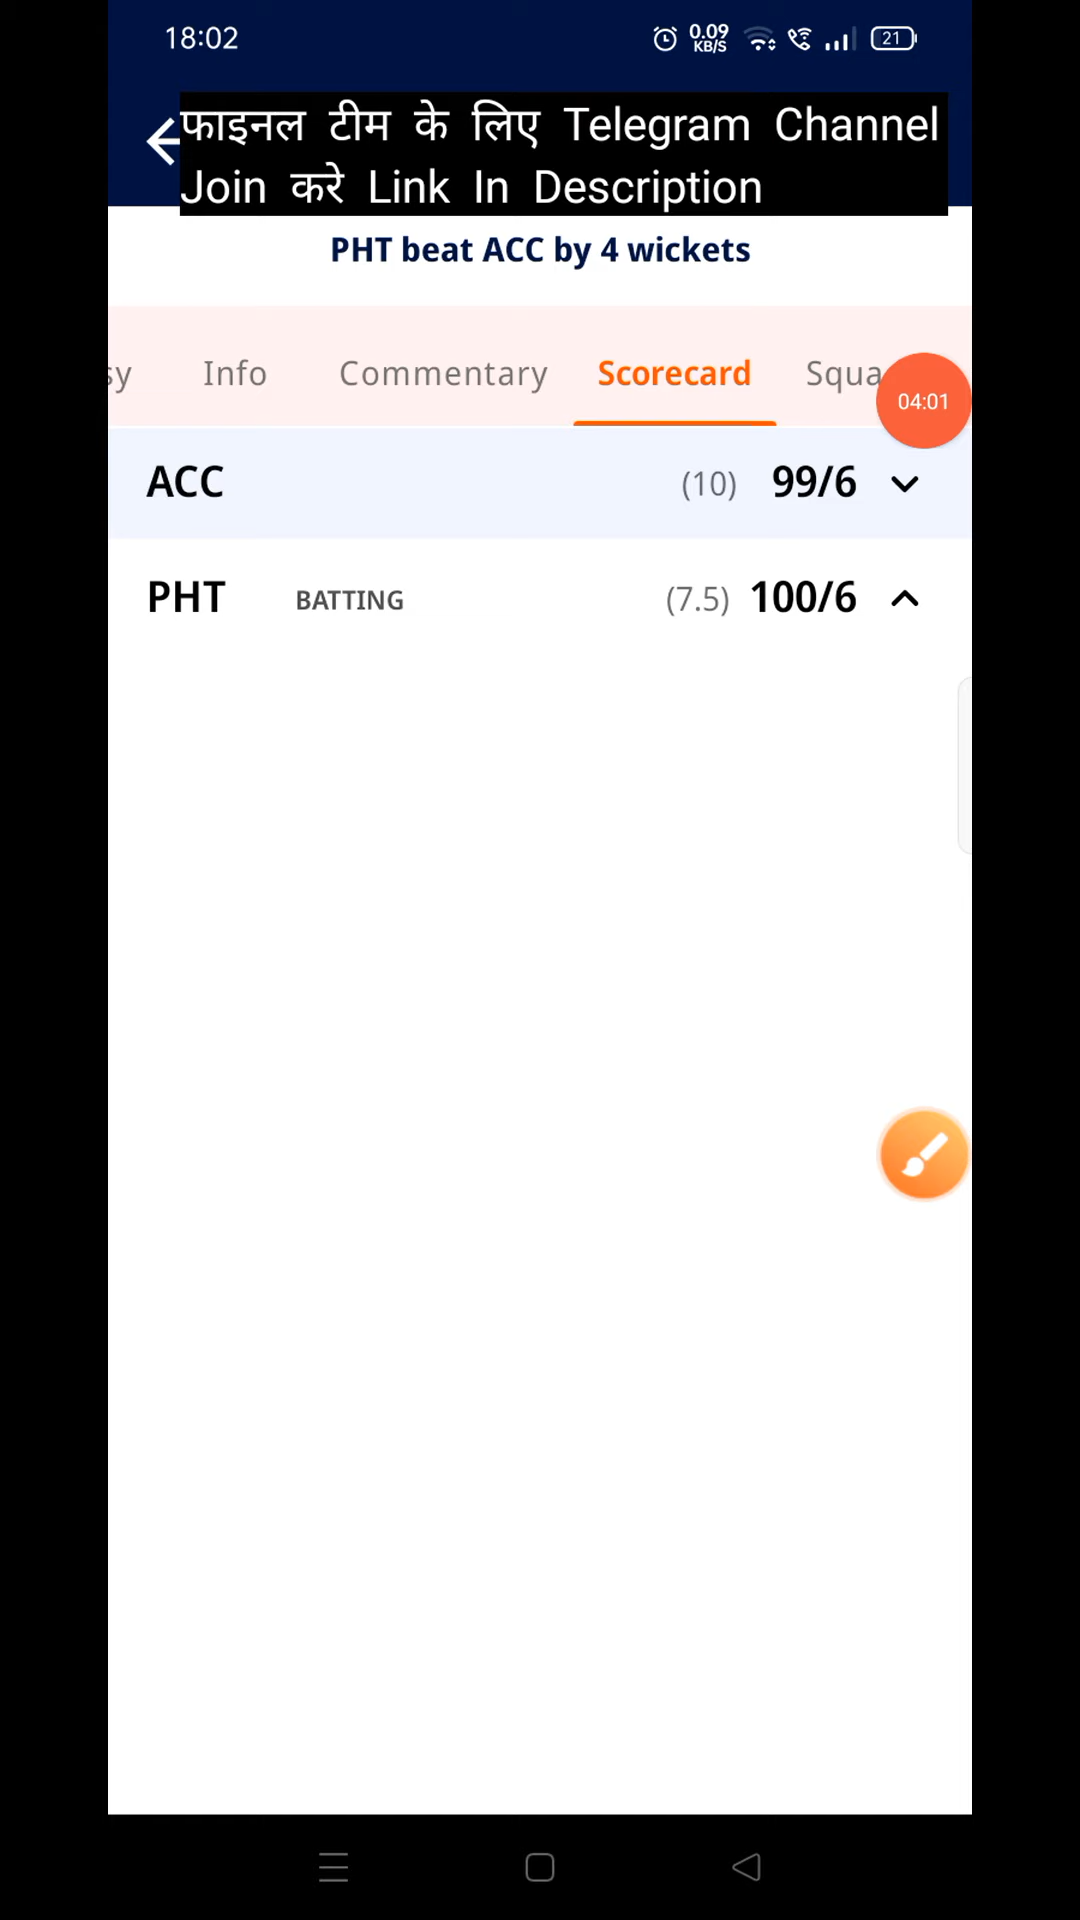 18:02 0.09 KB/S 21
फाइनल टीम के लिए Telegram Channel
Join करे Link In Description
PHT beat ACC by 4 wickets
sy Info Commentary Scorecard Squa
04:01
ACC (10) 99/6
PHT BATTING (7.5) 100/6